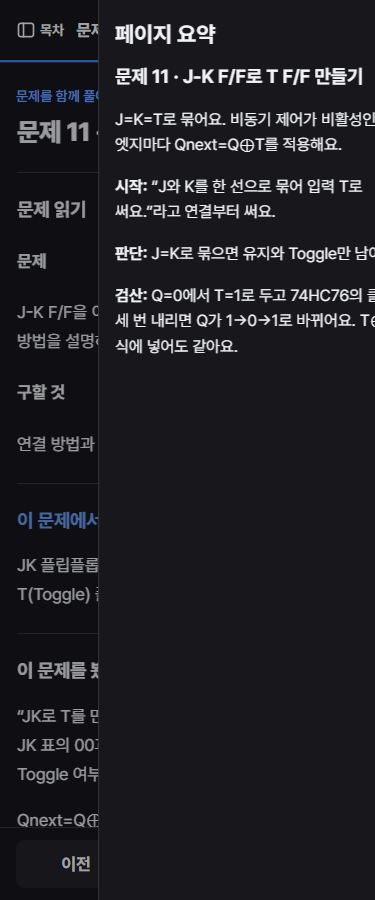 목차
페이지 요약
문제 11 · J-K F/F로 T F/F 만들기
J=K=T로 묶어요. 비동기 제어가 비활성인
엣지마다 Qnext=Q⊕T를 적용해요.
시작: “J와 K를 한 선으로 묶어 입력 T로
써요.”라고 연결부터 써요.
판단: J=K로 묶으면 유지와 Toggle만 남아
검산: Q=0에서 T=1로 두고 74HC76의 클
세 번 내리면 Q가 1→0→1로 바뀌어요. T⊕
식에 넣어도 같아요.
문제를 함께 풀이
문제 11 ·
문제 읽기
문제
J-K F/F을 이
방법을 설명하
구할 것
연결 방법과
이 문제에서
JK 플립플롭
T(Toggle)
이 문제를 봤
“JK로 T를 만
JK 표의 00과
Toggle 여부
Qnext=Q⊕
이전